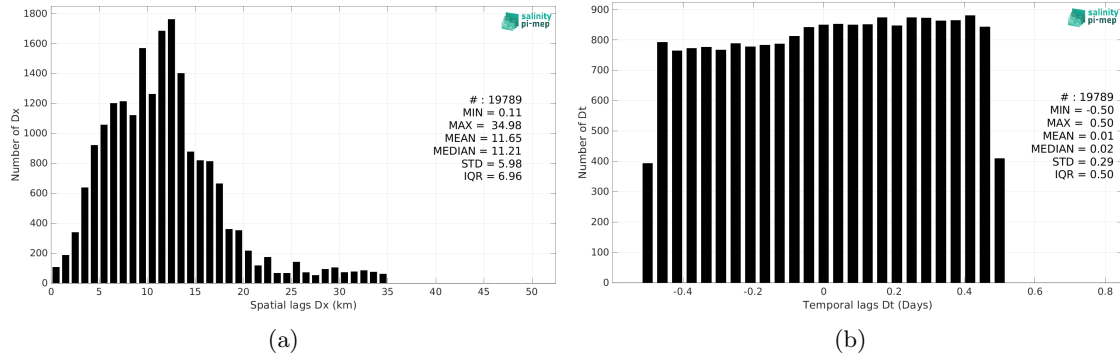 1800
1600
1400
1200
1000
800
600
400
200
0
Number of Dx
0 5 10 15 20 25 30 35 40 45 50
Spatial lags Dx (km)
salinity
pi-mep
# : 19789
MIN = 0.11
MAX = 34.98
MEAN = 11.65
MEDIAN = 11.21
STD = 5.98
IQR = 6.96
(a)
900
800
700
600
500
400
300
200
100
0
Number of Dt
-0.4 -0.2 0 0.2 0.4 0.6 0.8
Temporal lags Dt (Days)
salinity
pi-mep
# : 19789
MIN = -0.50
MAX = 0.50
MEAN = 0.01
MEDIAN = 0.02
STD = 0.29
IQR = 0.50
(b)